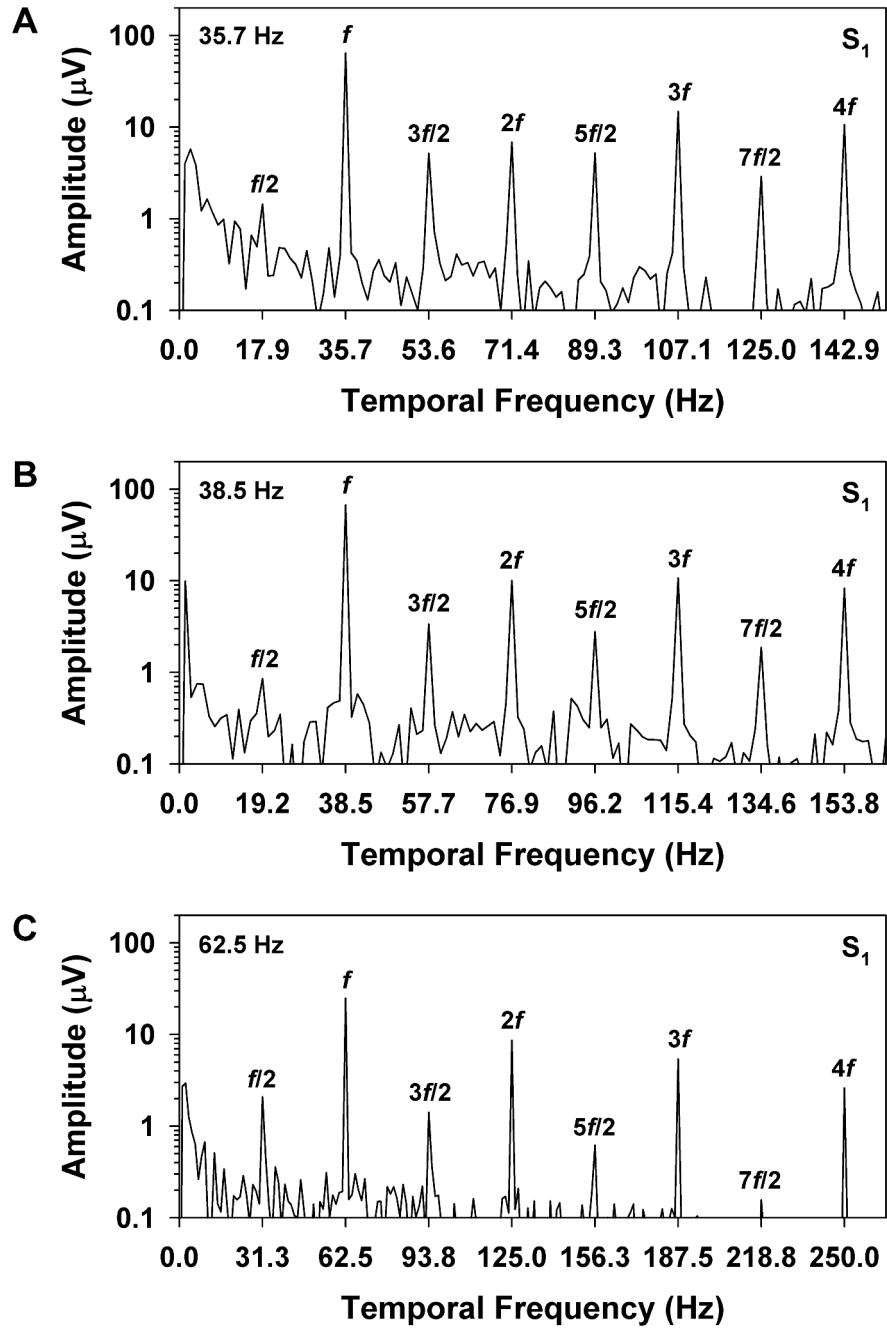 A
35.7 Hz
S1
Amplitude (μV)
100
10
1
0.1
f/2
f
3f/2
2f
5f/2
3f
7f/2
4f
0.0 17.9 35.7 53.6 71.4 89.3 107.1 125.0 142.9
Temporal Frequency (Hz)
B
38.5 Hz
S1
Amplitude (μV)
100
10
1
0.1
f/2
f
3f/2
2f
5f/2
3f
7f/2
4f
0.0 19.2 38.5 57.7 76.9 96.2 115.4 134.6 153.8
Temporal Frequency (Hz)
C
62.5 Hz
S1
Amplitude (μV)
100
10
1
0.1
f/2
f
3f/2
2f
5f/2
3f
7f/2
4f
0.0 31.3 62.5 93.8 125.0 156.3 187.5 218.8 250.0
Temporal Frequency (Hz)